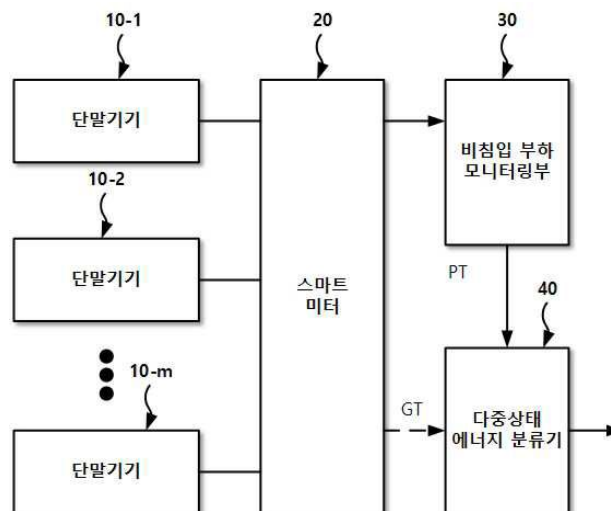 10-1
20
30
단말기기
비침입 부하
모니터링부
10-2
단말기기
스마트
미터
PT
40
10-m
GT
다중상태
에너지 분류기
단말기기